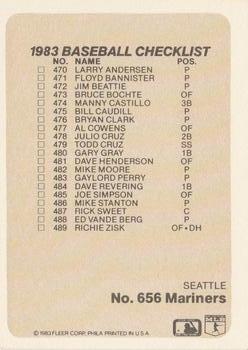 1983 BASEBALL CHECKLIST
NO. NAME POS.
470 LARRY ANDERSEN P
471 FLOYD BANNISTER P
472 JIM BEATTIE P
473 BRUCE BOCHTE OF
474 MANNY CASTILLO 3B
475 BILL CAUDILL P
476 BRYAN CLARK P
477 AL COWENS OF
478 JULIO CRUZ 2B
479 TODD CRUZ SS
480 GARY GRAY 1B
481 DAVE HENDERSON OF
482 MIKE MOORE P
483 GAYLORD PERRY P
484 DAVE REVERING 1B
485 JOE SIMPSON OF
486 MIKE STANTON P
487 RICK SWEET C
488 ED VANDE BERG P
489 RICHIE ZISK OF-DH
SEATTLE
No. 656 Mariners
© 1983 FLEER CORP. PHILA PRINTED IN U.S.A.